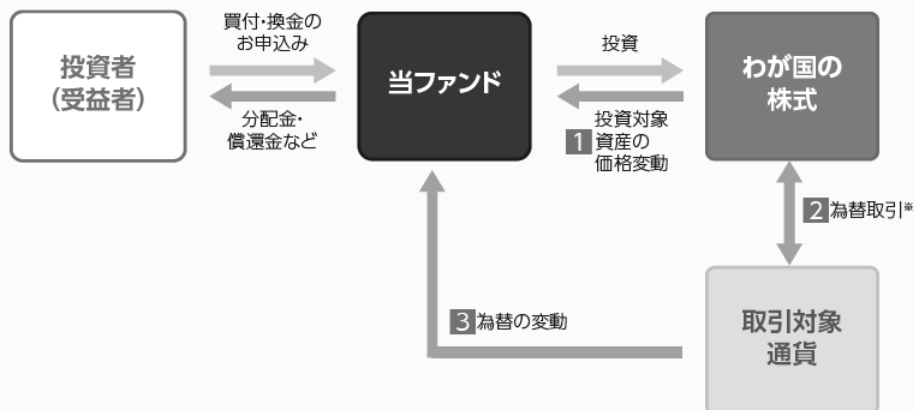 投資者
(受益者)
買付・換金の
お申込み
分配金・
償還金など
当ファンド
投資
1 投資対象
資産の
価格変動
わが国の
株式
2 為替取引※
3 為替の変動
取引対象
通貨